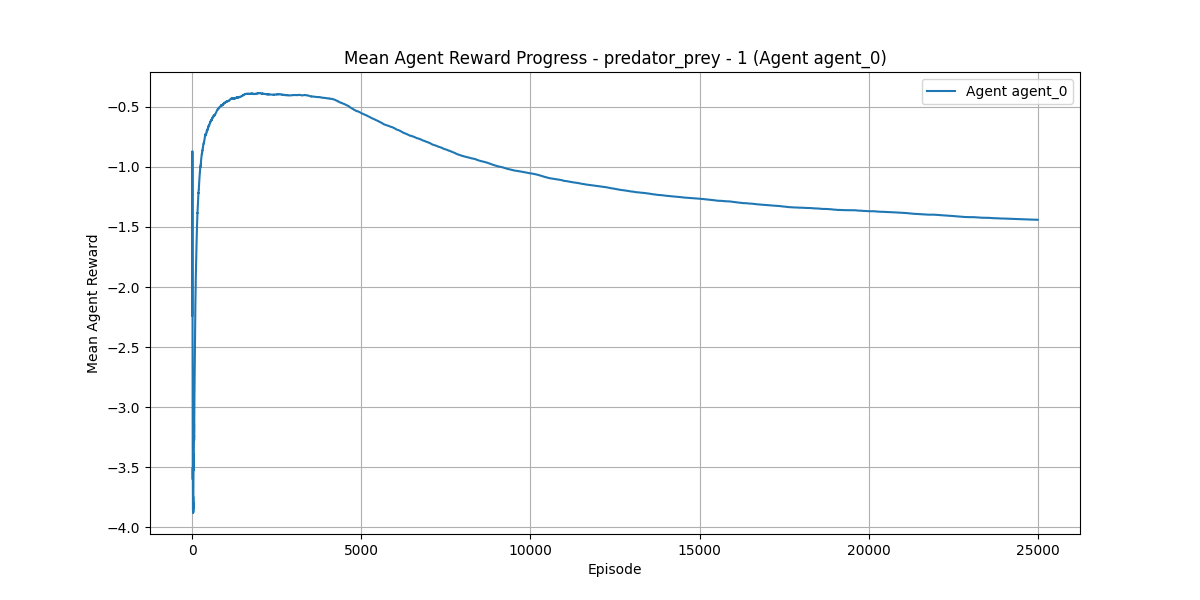 Mean Agent Reward Progress - predator_prey - 1 (Agent agent_0)
Agent agent_0
Mean Agent Reward
−0.5
−1.0
−1.5
−2.0
−2.5
−3.0
−3.5
−4.0
0 5000 10000 15000 20000 25000
Episode